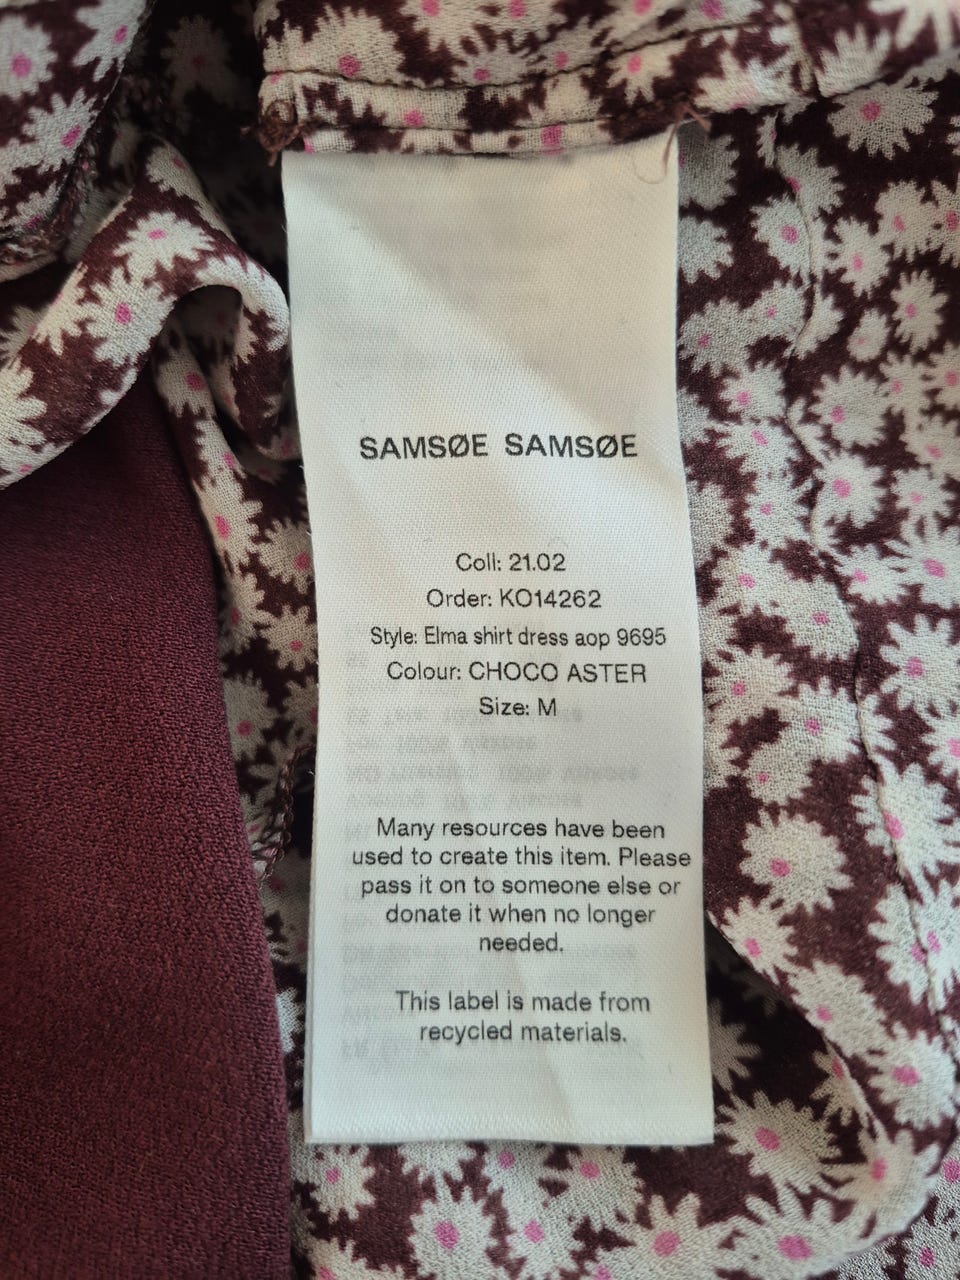 SAMSØE SAMSØE
Coll: 21.02
Order: KO14262
Style: Elma shirt dress aop 9695
Colour: CHOCO ASTER
Size: M
Many resources have been
used to create this item. Please
pass it on to someone else or
donate it when no longer
needed.
This label is made from
recycled materials.